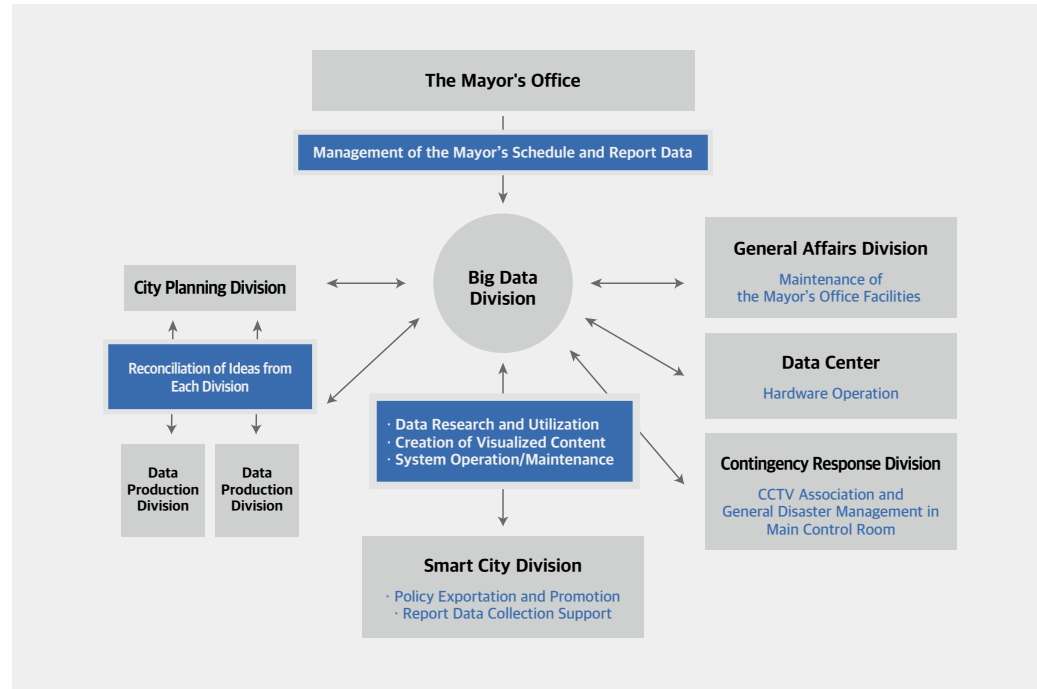 The Mayor's Office
Management of the Mayor's Schedule and Report Data
Big Data
Division
General Affairs Division
Maintenance of
the Mayor's Office Facilities
City Planning Division
Reconciliation of Ideas from
Each Division
Data Center
Hardware Operation
· Data Research and Utilization
· Creation of Visualized Content
· System Operation/Maintenance
Data
Production
Division
Data
Production
Division
Contingency Response Division
CCTV Association and
General Disaster Management in
Main Control Room
Smart City Division
· Policy Exportation and Promotion
· Report Data Collection Support